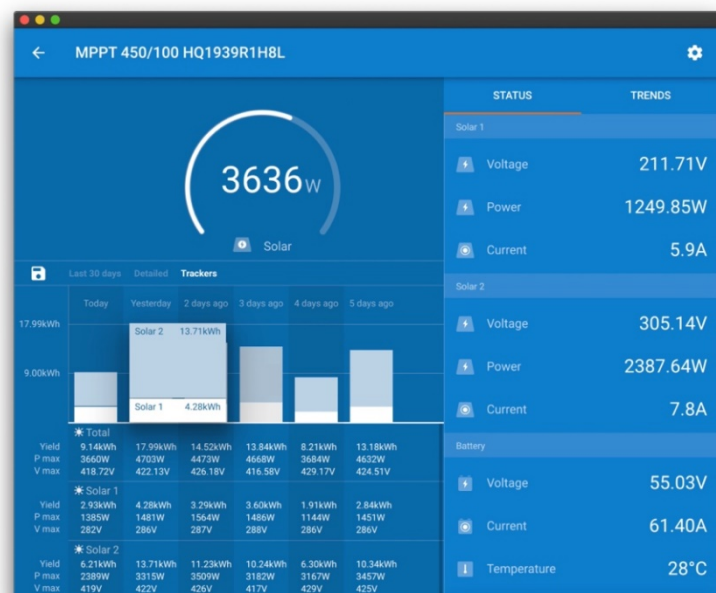 MPPT 450/100 HQ1939R1H8L
3636W
Solar
Last 30 days Detailed Trackers
Today Yesterday 2 days ago 3 days ago 4 days ago 5 days ago
17.99kWh
Solar 2 13.71kWh
9.00kWh
Solar 1 4.28kWh
Total
Yield 9.14kWh 17.99kWh 14.52kWh 13.84kWh 8.21kWh 13.18kWh
P max 3660W 4703W 4473W 4668W 3684W 4632W
V max 418.72V 422.13V 426.18V 416.58V 429.17V 424.51V
Solar 1
Yield 2.93kWh 4.28kWh 3.29kWh 3.60kWh 1.91kWh 2.84kWh
P max 1385W 1481W 1564W 1486W 1144W 1451W
V max 282V 286V 287V 288V 286V 286V
Solar 2
Yield 6.21kWh 13.71kWh 11.23kWh 10.24kWh 6.30kWh 10.34kWh
P max 2389W 3315W 3509W 3182W 3167W 3457W
V max 419V 422V 426V 417V 429V 425V
STATUS TRENDS
Solar 1
Voltage 211.71V
Power 1249.85W
Current 5.9A
Solar 2
Voltage 305.14V
Power 2387.64W
Current 7.8A
Battery
Voltage 55.03V
Current 61.40A
Temperature 28°C